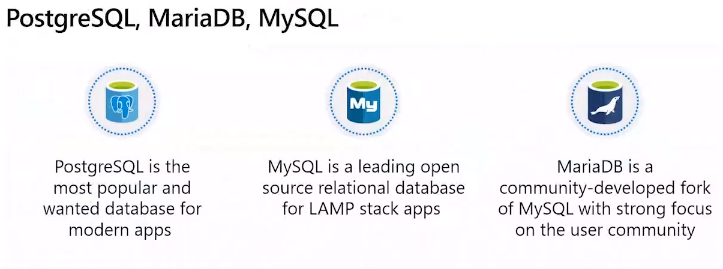 PostgreSQL, MariaDB, MySQL
My
PostgreSQL is the
most popular and
wanted database for
modern apps
MySQL is a leading open
source relational database
for LAMP stack apps
MariaDB is a
community-developed fork
of MySQL with strong focus
on the user community